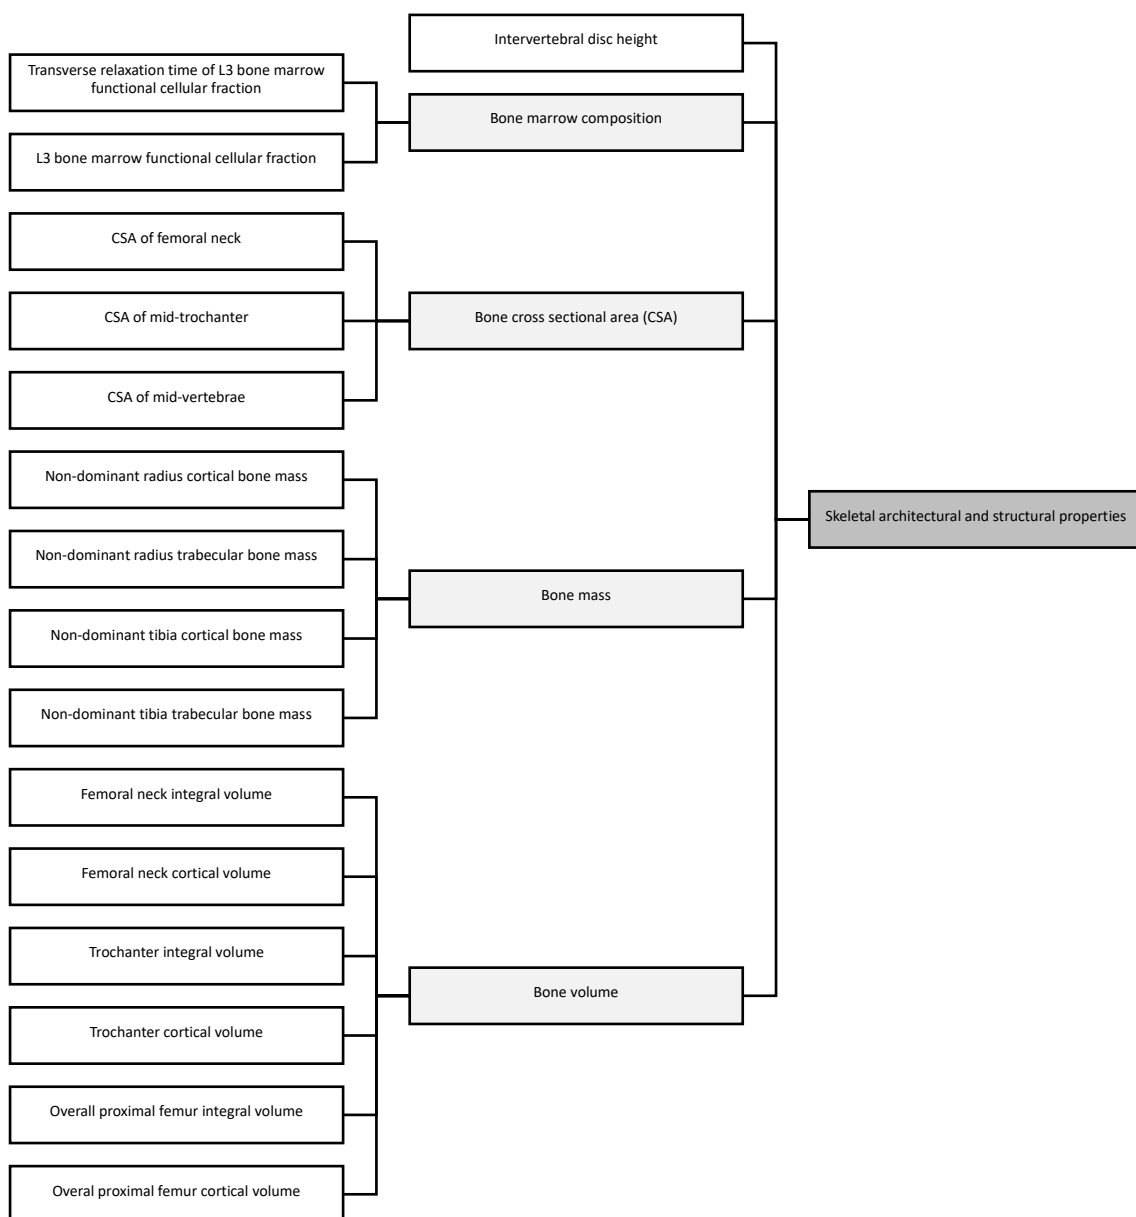 Intervertebral disc height
Transverse relaxation time of L3 bone marrow
functional cellular fraction
Bone marrow composition
L3 bone marrow functional cellular fraction
CSA of femoral neck
CSA of mid-trochanter
Bone cross sectional area (CSA)
CSA of mid-vertebrae
Non-dominant radius cortical bone mass
Skeletal architectural and structural properties
Non-dominant radius trabecular bone mass
Bone mass
Non-dominant tibia cortical bone mass
Non-dominant tibia trabecular bone mass
Femoral neck integral volume
Femoral neck cortical volume
Trochanter integral volume
Bone volume
Trochanter cortical volume
Overall proximal femur integral volume
Overal proximal femur cortical volume